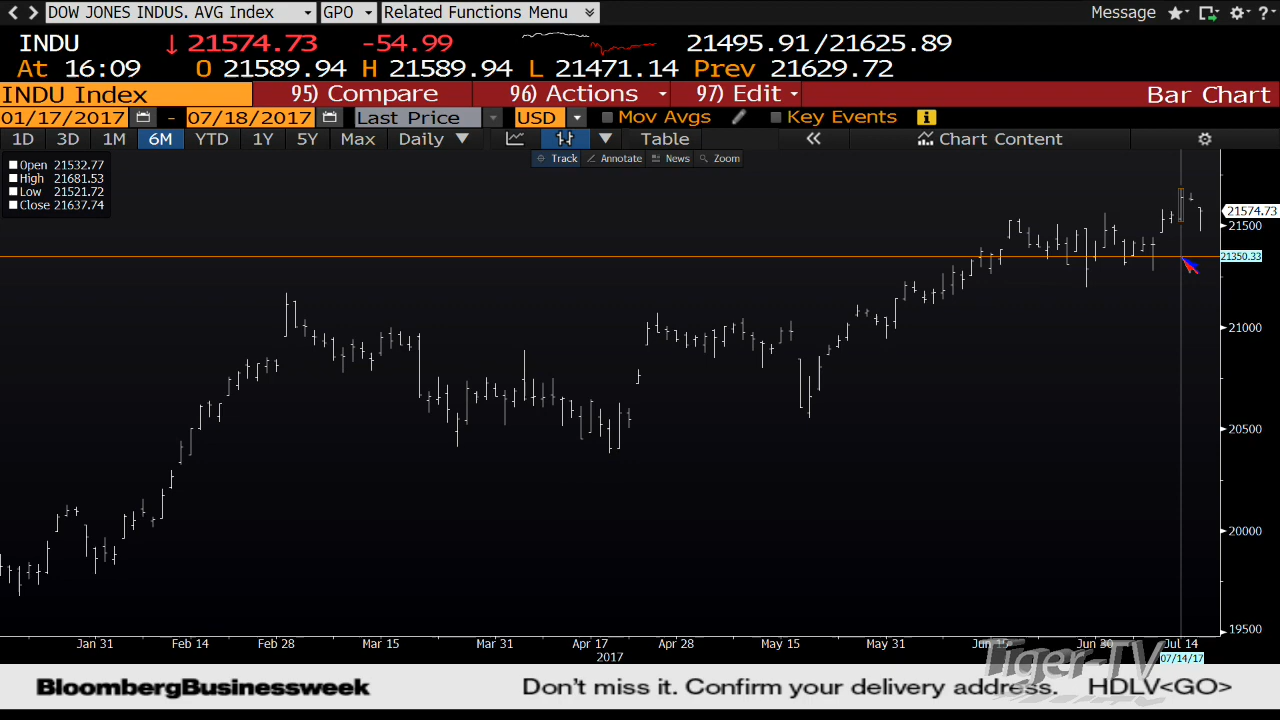 DOW JONES INDUS. AVG Index GPO Related Functions Menu Message ?
INDU ↓ 21574.73 -54.99 21495.91/21625.89
At 16:09 O 21589.94 H 21589.94 L 21471.14 Prev 21629.72
INDU Index 95) Compare 96) Actions 97) Edit Bar Chart
01/17/2017 - 07/18/2017 Last Price USD Mov Avgs Key Events
1D 3D 1M 6M YTD 1Y 5Y Max Daily Table Chart Content
Track Annotate News Zoom
Open 21532.77
High 21681.53
Low 21521.72
Close 21637.74
21574.73
21500
21350.33
21000
20500
20000
19500
Jan 31 Feb 14 Feb 28 Mar 15 Mar 31 Apr 17 Apr 28 May 15 May 31 Jun 15 Jun 30 Jul 14
2017 07/14/17
Tiger-TV
BloombergBusinessweek Don't miss it. Confirm your delivery address. HDLV<GO>